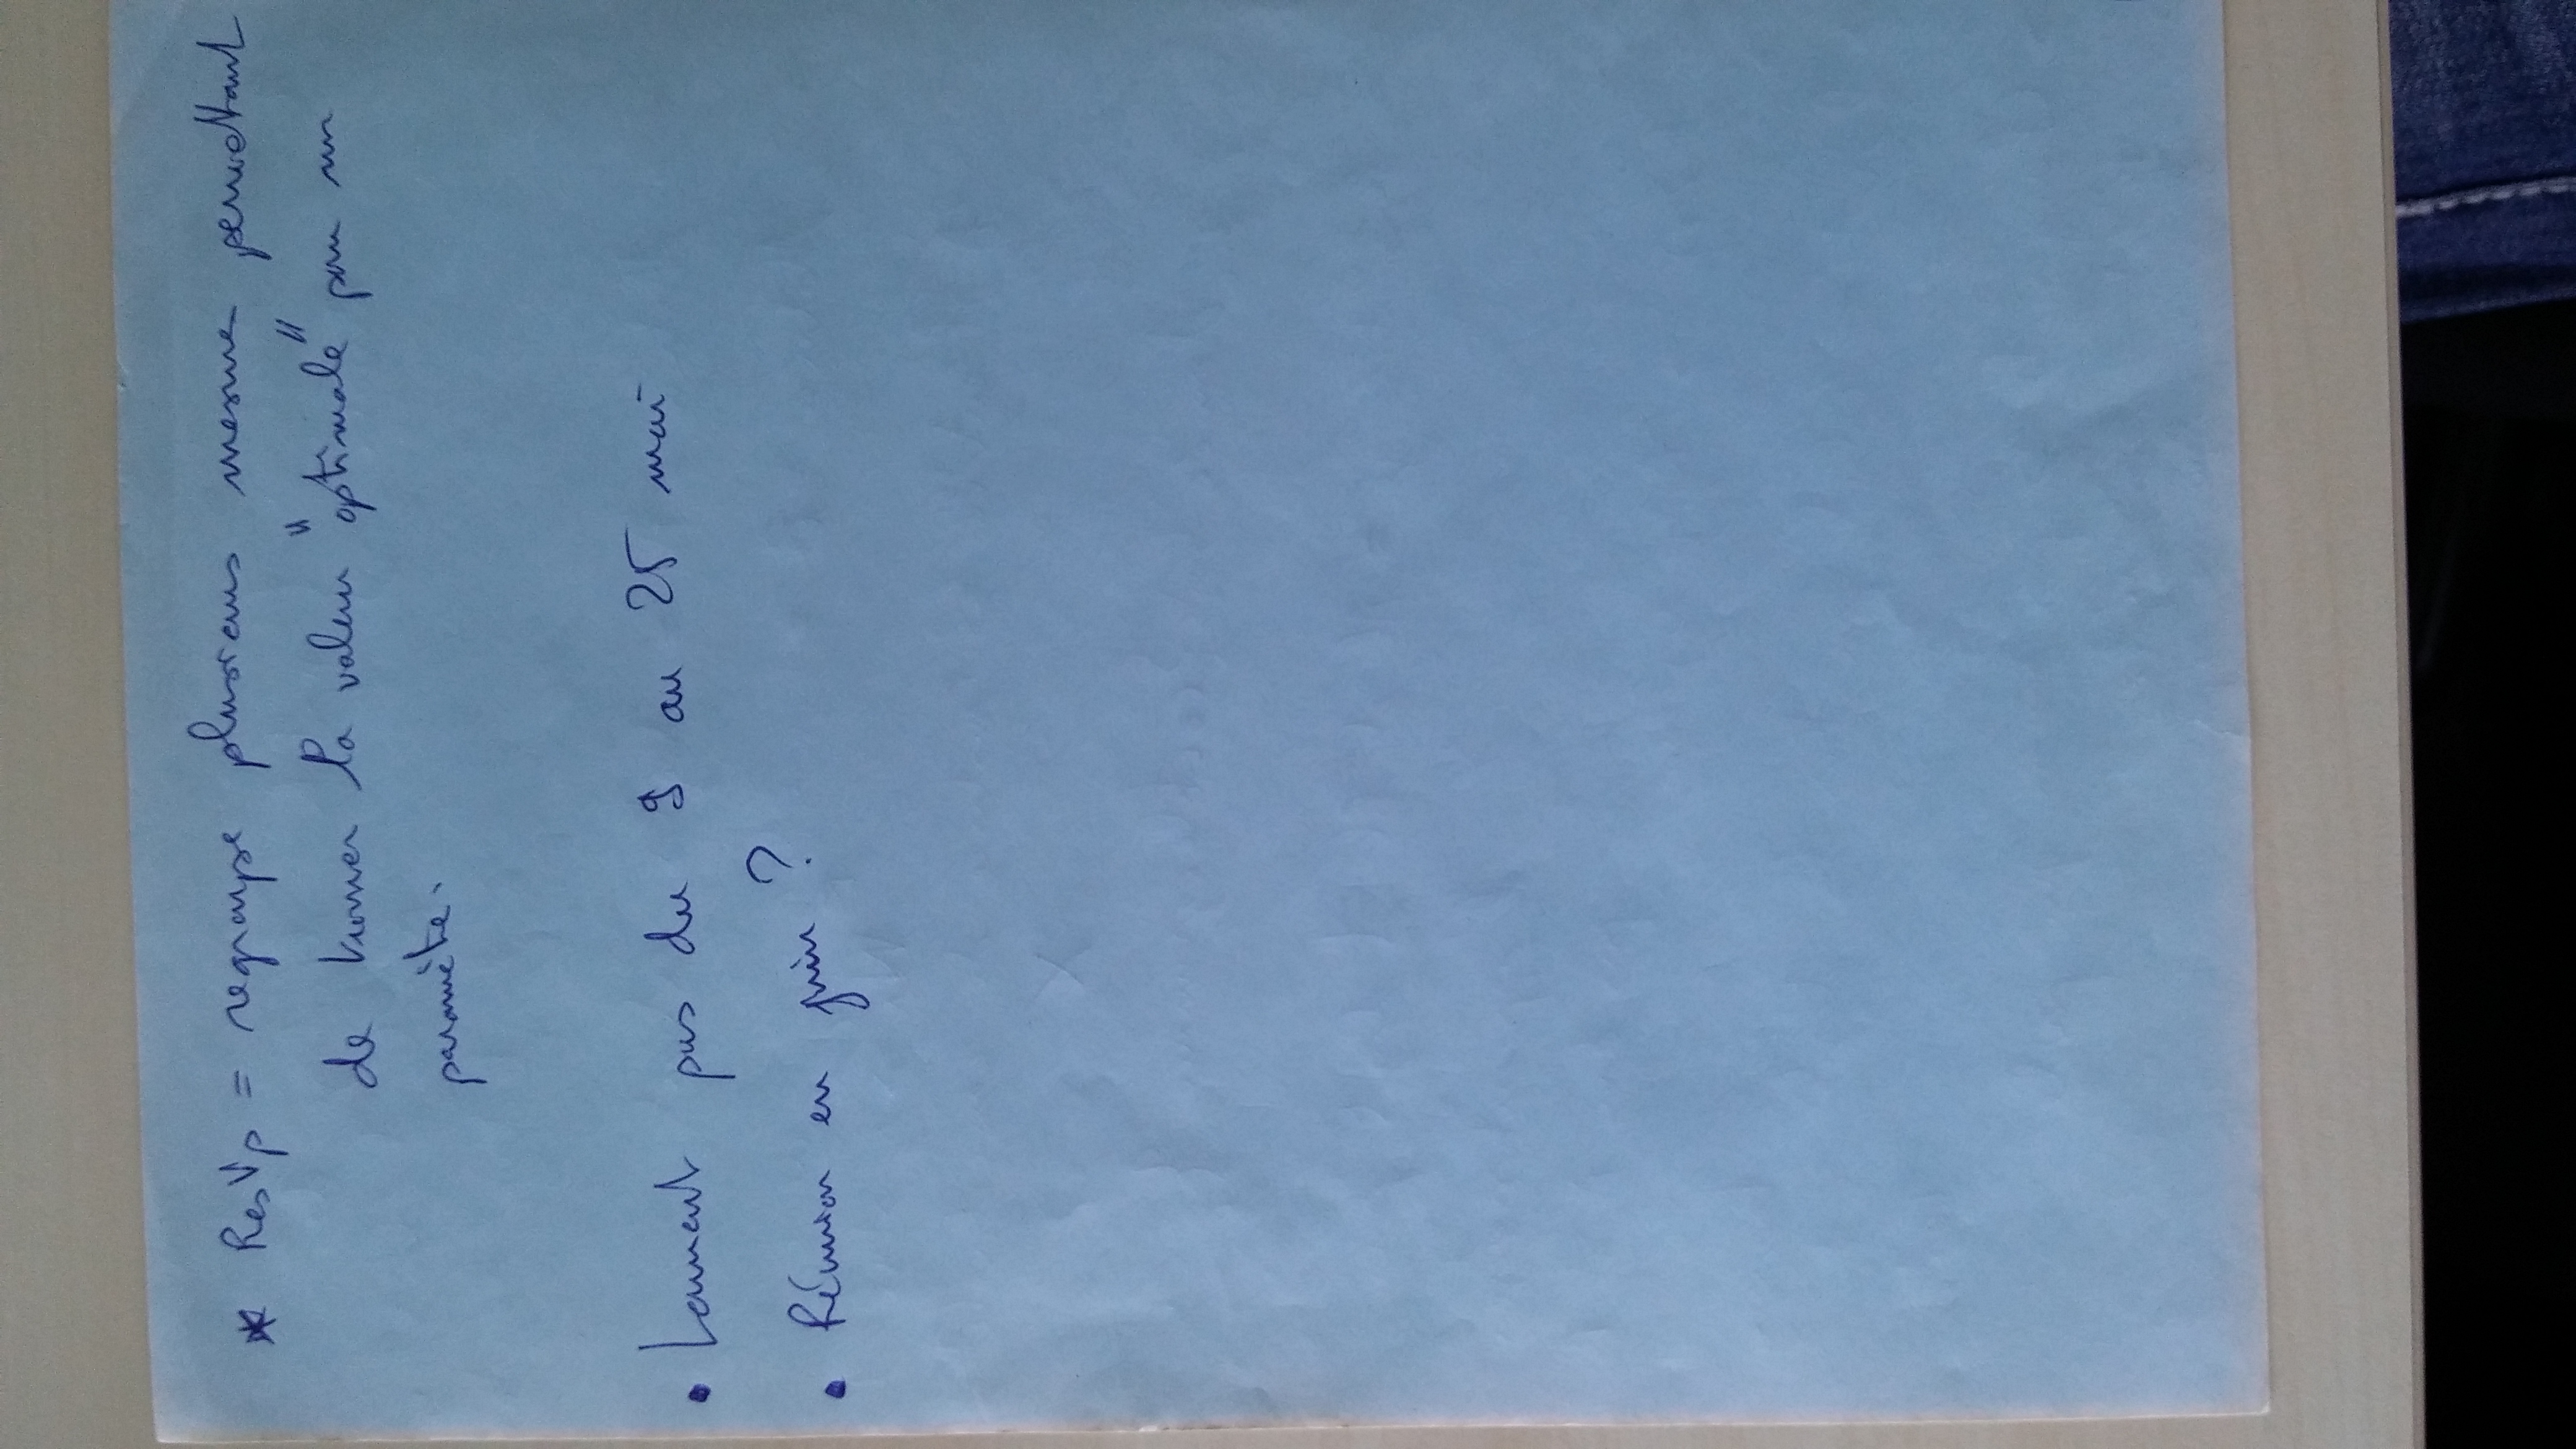 * ResVp = regroupe plusieurs mesures permettant
de trouver la valeur "optimale" pour un
paramètre.
• Laurent pas du 9 au 25 mai
• Réunion en juin ?